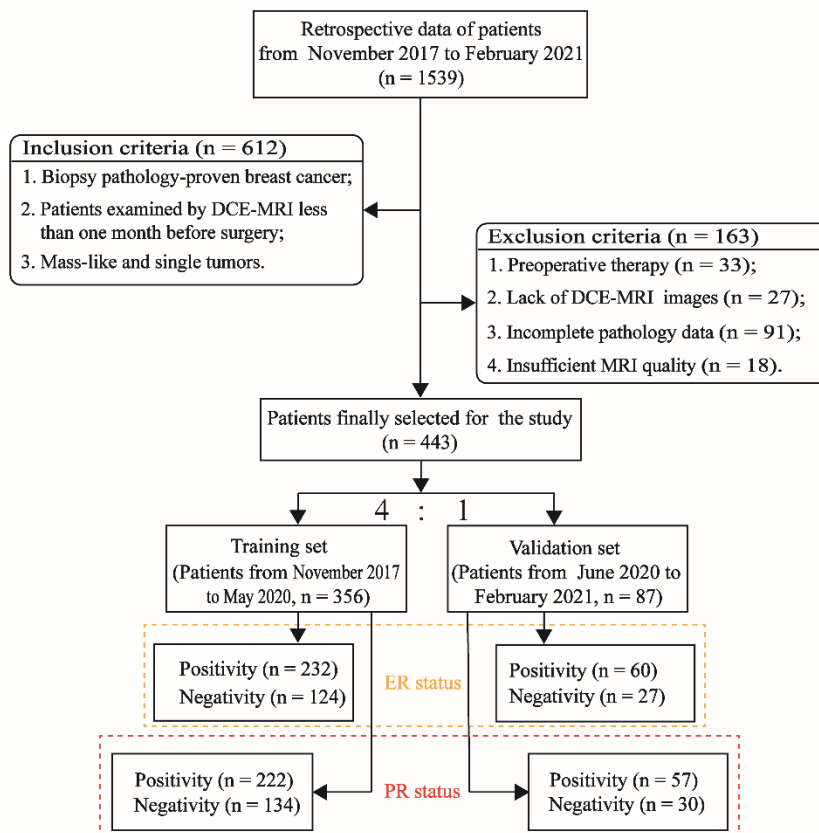 Retrospective data of patients
from November 2017 to February 2021
(n = 1539)
Inclusion criteria (n = 612)
1. Biopsy pathology-proven breast cancer;
2. Patients examined by DCE-MRI less
than one month before surgery;
3. Mass-like and single tumors.
Exclusion criteria (n = 163)
1. Preoperative therapy (n = 33);
2. Lack of DCE-MRI images (n = 27);
3. Incomplete pathology data (n = 91);
4. Insufficient MRI quality (n = 18).
Patients finally selected for the study
(n = 443)
4 : 1
Training set
(Patients from November 2017
to May 2020, n = 356)
Validation set
(Patients from June 2020 to
February 2021, n = 87)
Positivity (n = 232)
Negativity (n = 124)
ER status
Positivity (n = 60)
Negativity (n = 27)
Positivity (n = 222)
Negativity (n = 134)
PR status
Positivity (n = 57)
Negativity (n = 30)